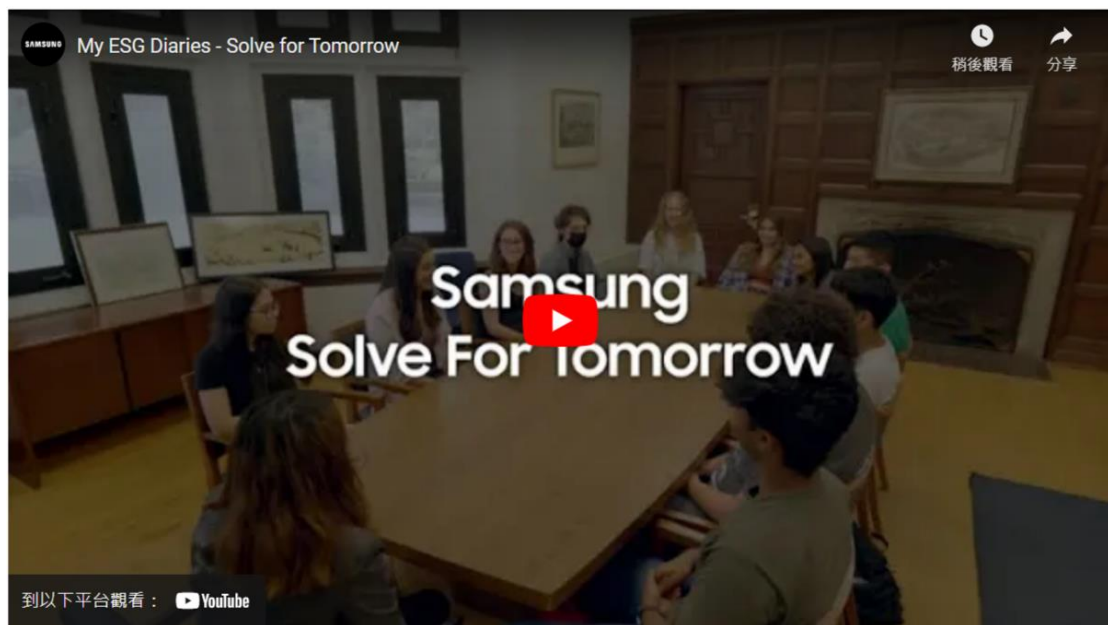 SAMSUNG
My ESG Diaries - Solve for Tomorrow
稍後觀看
分享
Samsung
Solve For Tomorrow
到以下平台觀看：
YouTube